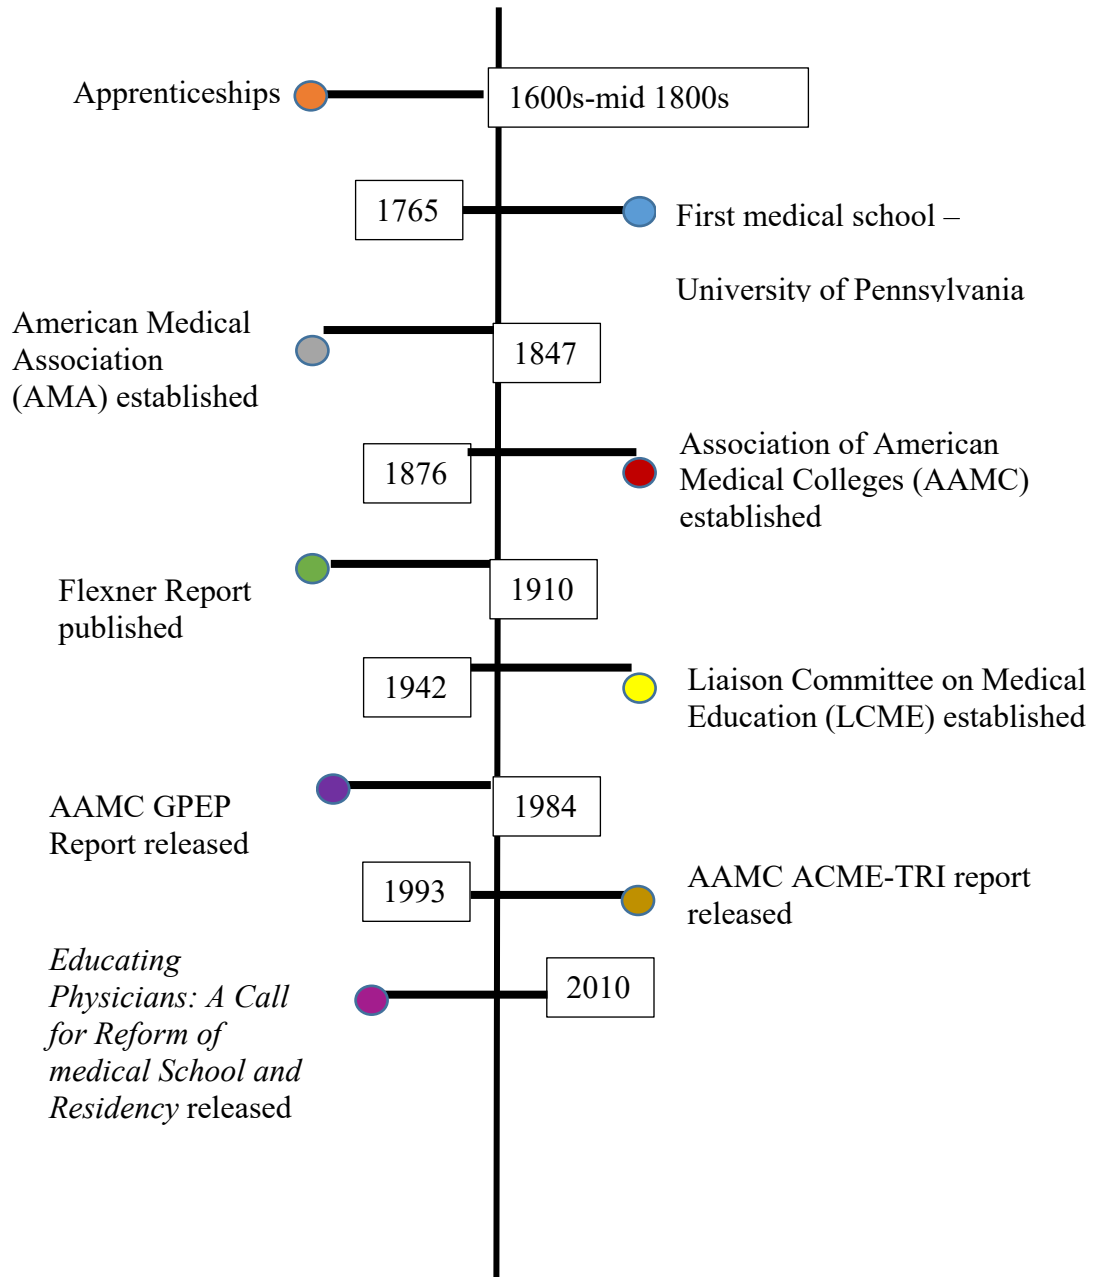 Apprenticeships
1600s-mid 1800s
1765
First medical school –
University of Pennsylvania
American Medical
Association
(AMA) established
1847
1876
Association of American
Medical Colleges (AAMC)
established
Flexner Report
published
1910
1942
Liaison Committee on Medical
Education (LCME) established
AAMC GPEP
Report released
1984
1993
AAMC ACME-TRI report
released
Educating
Physicians: A Call
for Reform of
medical School and
Residency released
2010